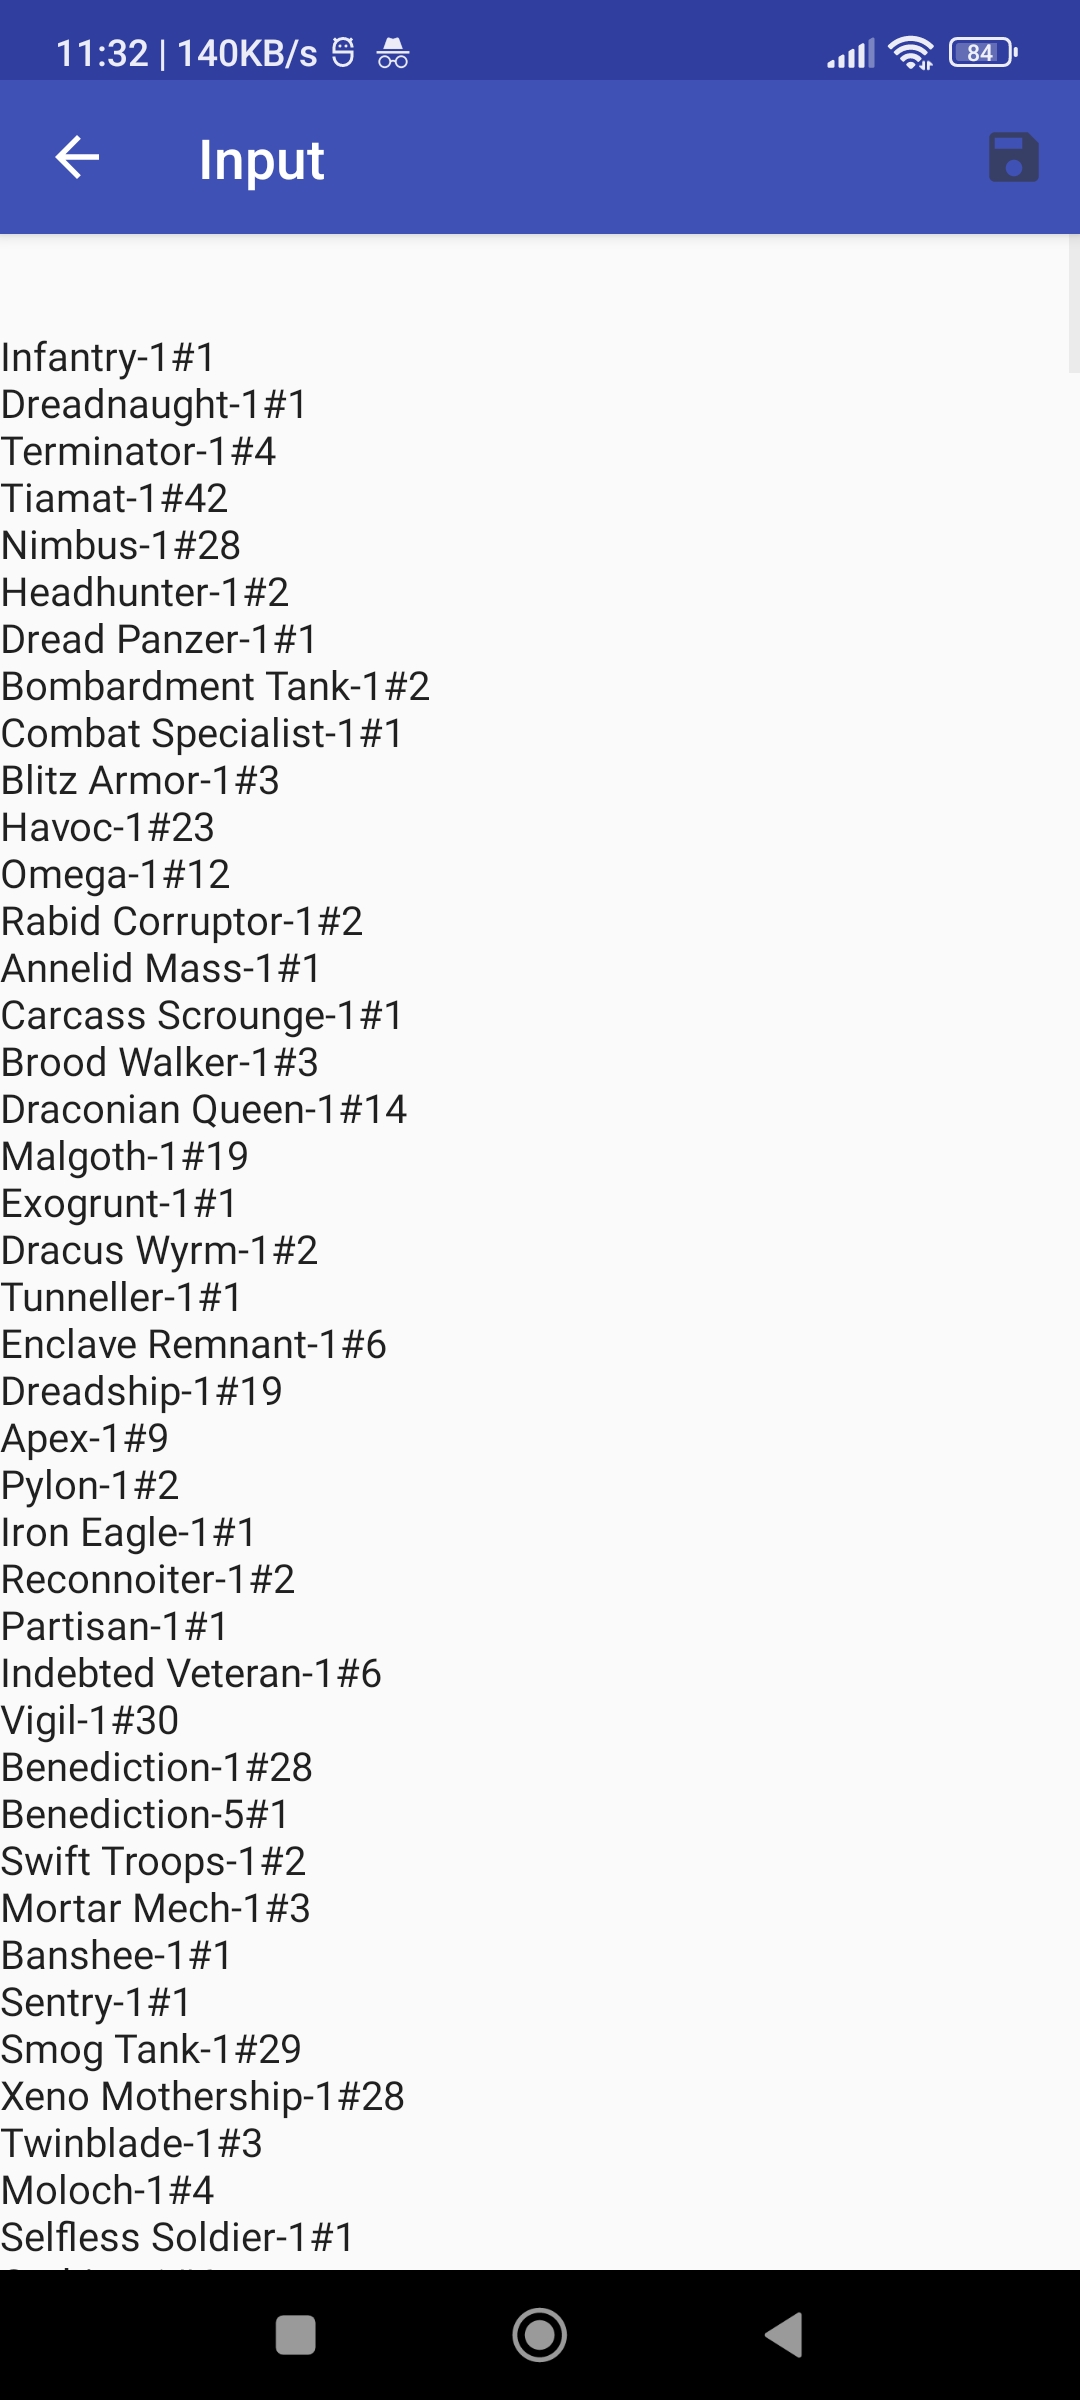 11:32 | 140KB/s
84
Input
Infantry-1#1
Dreadnaught-1#1
Terminator-1#4
Tiamat-1#42
Nimbus-1#28
Headhunter-1#2
Dread Panzer-1#1
Bombardment Tank-1#2
Combat Specialist-1#1
Blitz Armor-1#3
Havoc-1#23
Omega-1#12
Rabid Corruptor-1#2
Annelid Mass-1#1
Carcass Scrounge-1#1
Brood Walker-1#3
Draconian Queen-1#14
Malgoth-1#19
Exogrunt-1#1
Dracus Wyrm-1#2
Tunneller-1#1
Enclave Remnant-1#6
Dreadship-1#19
Apex-1#9
Pylon-1#2
Iron Eagle-1#1
Reconnoiter-1#2
Partisan-1#1
Indebted Veteran-1#6
Vigil-1#30
Benediction-1#28
Benediction-5#1
Swift Troops-1#2
Mortar Mech-1#3
Banshee-1#1
Sentry-1#1
Smog Tank-1#29
Xeno Mothership-1#28
Twinblade-1#3
Moloch-1#4
Selfless Soldier-1#1